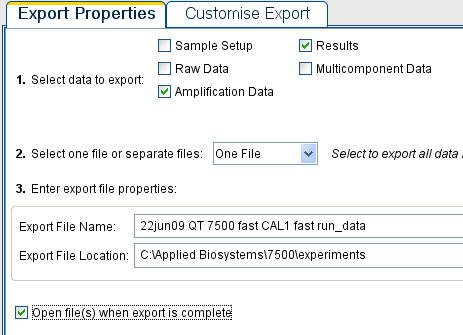 Export Properties Customise Export
Sample Setup Results
1. Select data to export: Raw Data Multicomponent Data
Amplification Data
2. Select one file or separate files: One File Select to export all data
3. Enter export file properties:
Export File Name: 22jun09 QT 7500 fast CAL1 fast run_data
Export File Location: C:\Applied Biosystems\7500\experiments
Open file(s) when export is complete